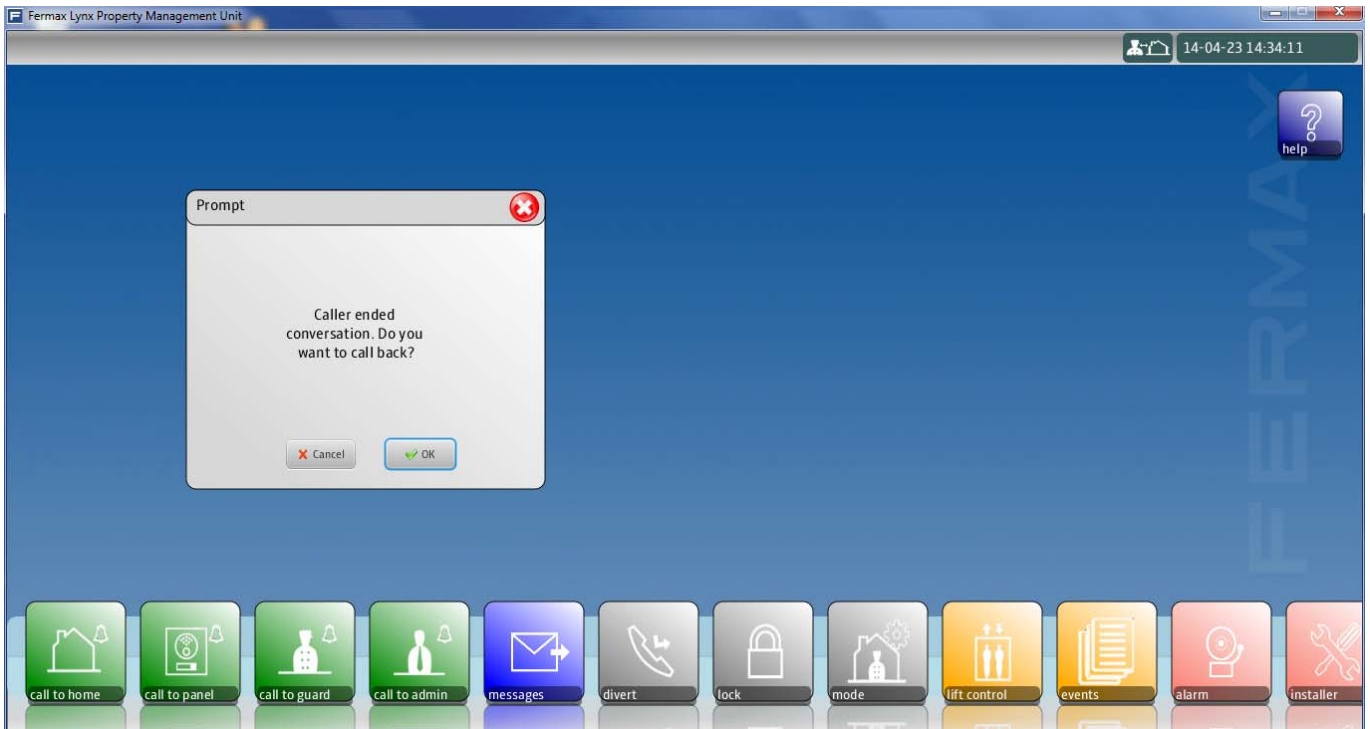 Fermax Lynx Property Management Unit
14-04-23 14:34:11
help
Prompt
Caller ended
conversation. Do you
want to call back?
Cancel
OK
FERMAX
call to home
call to panel
call to guard
call to admin
messages
divert
lock
mode
lift control
events
alarm
installer